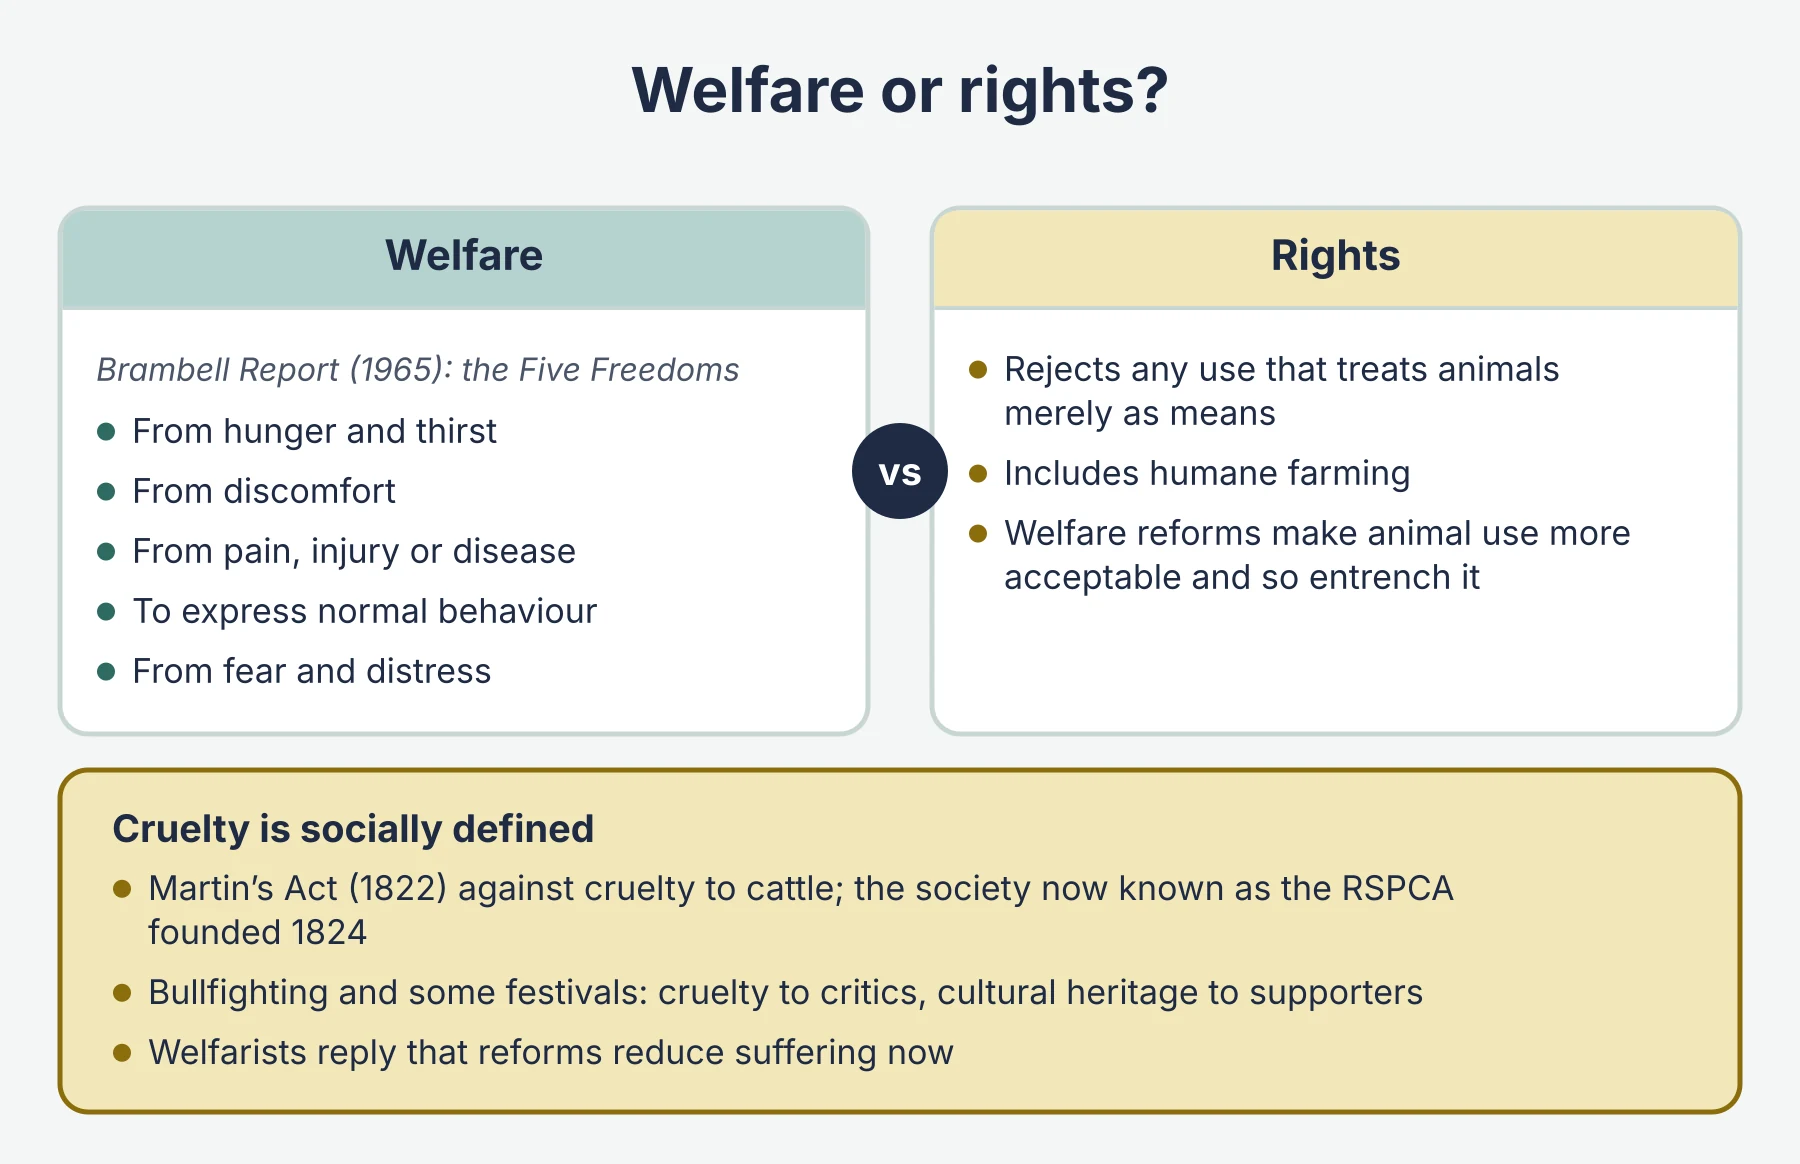 Welfare or rights?
Welfare
Brambell Report (1965): the Five Freedoms
From hunger and thirst
From discomfort
From pain, injury or disease
To express normal behaviour
From fear and distress
vs
Rights
Rejects any use that treats animals
merely as means
Includes humane farming
Welfare reforms make animal use more
acceptable and so entrench it
Cruelty is socially defined
Martin’s Act (1822) against cruelty to cattle; the society now known as the RSPCA
founded 1824
Bullfighting and some festivals: cruelty to critics, cultural heritage to supporters
Welfarists reply that reforms reduce suffering now